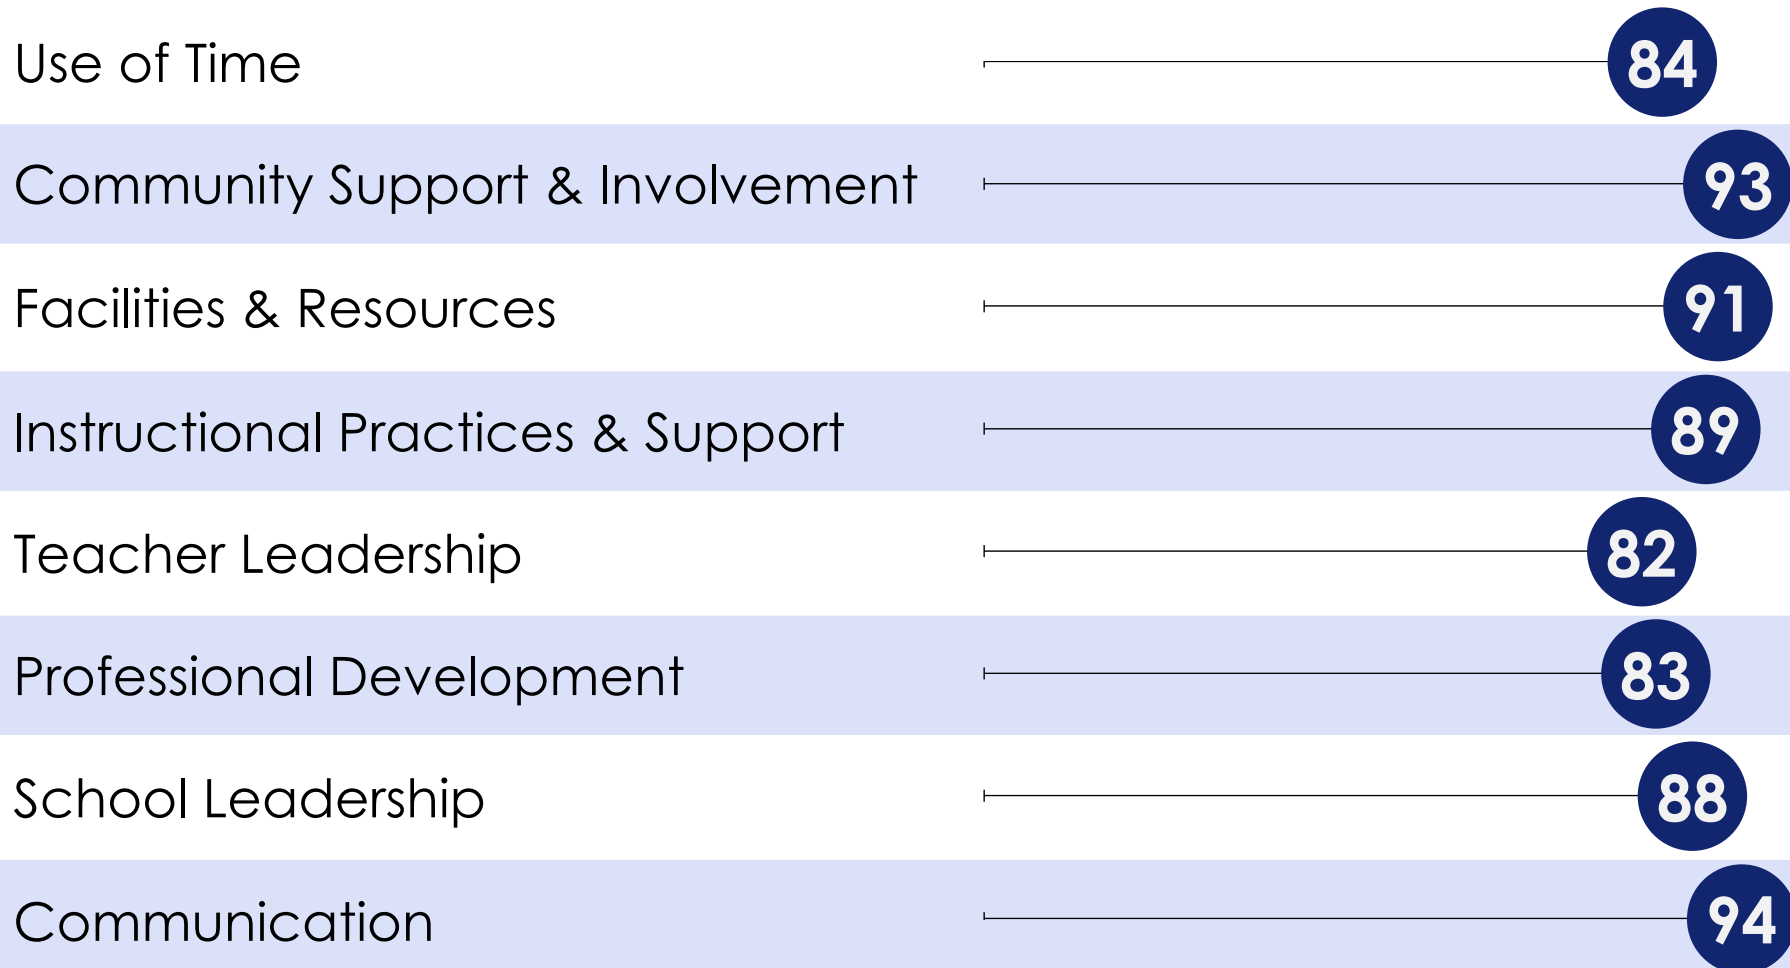 Use of Time 84
Community Support & Involvement 93
Facilities & Resources 91
Instructional Practices & Support 89
Teacher Leadership 82
Professional Development 83
School Leadership 88
Communication 94